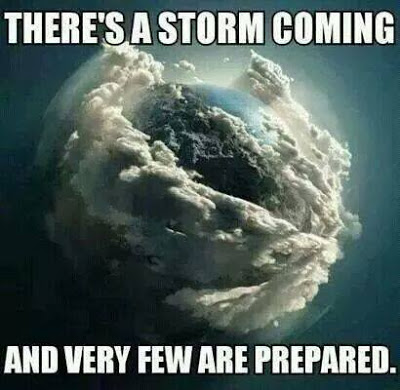 THERE'S A STORM COMING
AND VERY FEW ARE PREPARED.